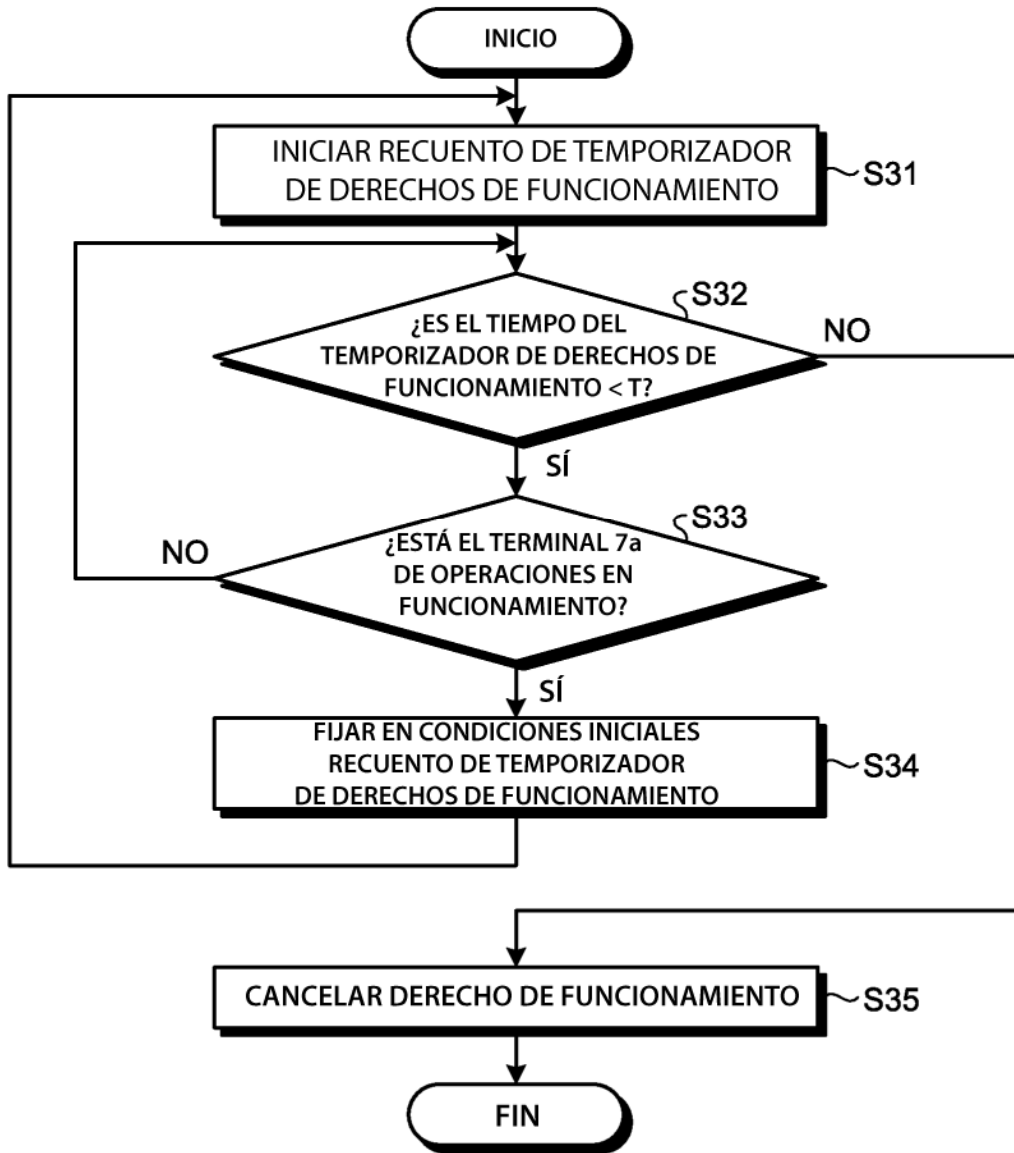 INICIO
INICIAR RECUENTO DE TEMPORIZADOR
DE DERECHOS DE FUNCIONAMIENTO
S31
S32
¿ES EL TIEMPO DEL
TEMPORIZADOR DE DERECHOS DE
FUNCIONAMIENTO < T?
NO
SÍ
S33
¿ESTÁ EL TERMINAL 7a
DE OPERACIONES EN
FUNCIONAMIENTO?
NO
SÍ
FIJAR EN CONDICIONES INICIALES
RECUENTO DE TEMPORIZADOR
DE DERECHOS DE FUNCIONAMIENTO
S34
CANCELAR DERECHO DE FUNCIONAMIENTO
S35
FIN